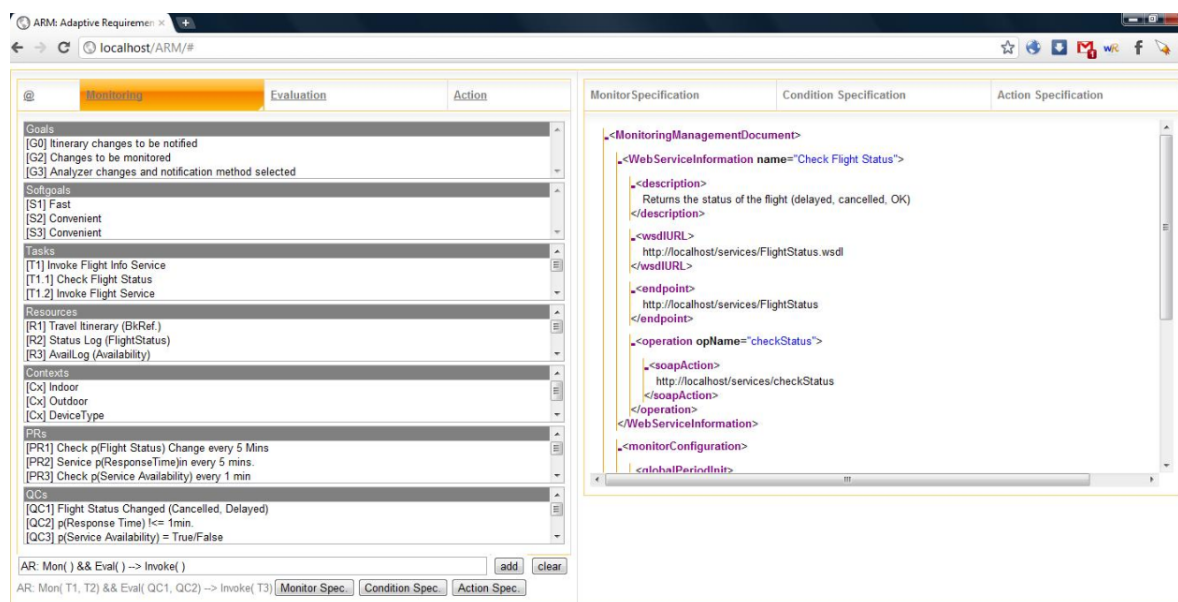 ARM: Adaptive Requiremen
localhost/ARM/#
@ Monitoring Evaluation Action
Goals
[G0] Itinerary changes to be notified
[G2] Changes to be monitored
[G3] Analyzer changes and notification method selected
Softgoals
[S1] Fast
[S2] Convenient
[S3] Convenient
Tasks
[T1] Invoke Flight Info Service
[T1.1] Check Flight Status
[T1.2] Invoke Flight Service
Resources
[R1] Travel Itinerary (BkRef.)
[R2] Status Log (FlightStatus)
[R3] AvailLog (Availability)
Contexts
[Cx] Indoor
[Cx] Outdoor
[Cx] DeviceType
PRs
[PR1] Check p(Flight Status) Change every 5 Mins
[PR2] Service p(ResponseTime)in every 5 mins.
[PR3] Check p(Service Availability) every 1 min
QCs
[QC1] Flight Status Changed (Cancelled, Delayed)
[QC2] p(Response Time) !<= 1min.
[QC3] p(Service Availability) = True/False
AR: Mon( ) && Eval( ) --> Invoke( ) add clear
AR: Mon( T1, T2) && Eval( QC1, QC2) --> Invoke( T3) Monitor Spec. Condition Spec. Action Spec.
MonitorSpecification Condition Specification Action Specification
<MonitoringManagementDocument>
<WebServiceInformation name="Check Flight Status">
<description>
Returns the status of the flight (delayed, cancelled, OK)
</description>
<wsdlURL>
http://localhost/services/FlightStatus.wsdl
</wsdlURL>
<endpoint>
http://localhost/services/FlightStatus
</endpoint>
<operation opName="checkStatus">
<soapAction>
http://localhost/services/checkStatus
</soapAction>
</operation>
</WebServiceInformation>
<monitorConfiguration>
<globalPeriodInit>